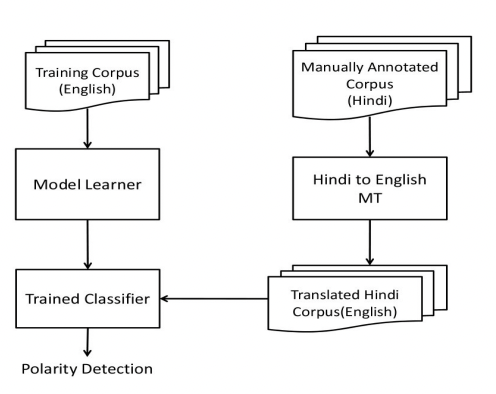 Training Corpus
(English)
Manually Annotated
Corpus
(Hindi)
Model Learner
Hindi to English
MT
Trained Classifier
Translated Hindi
Corpus(English)
Polarity Detection